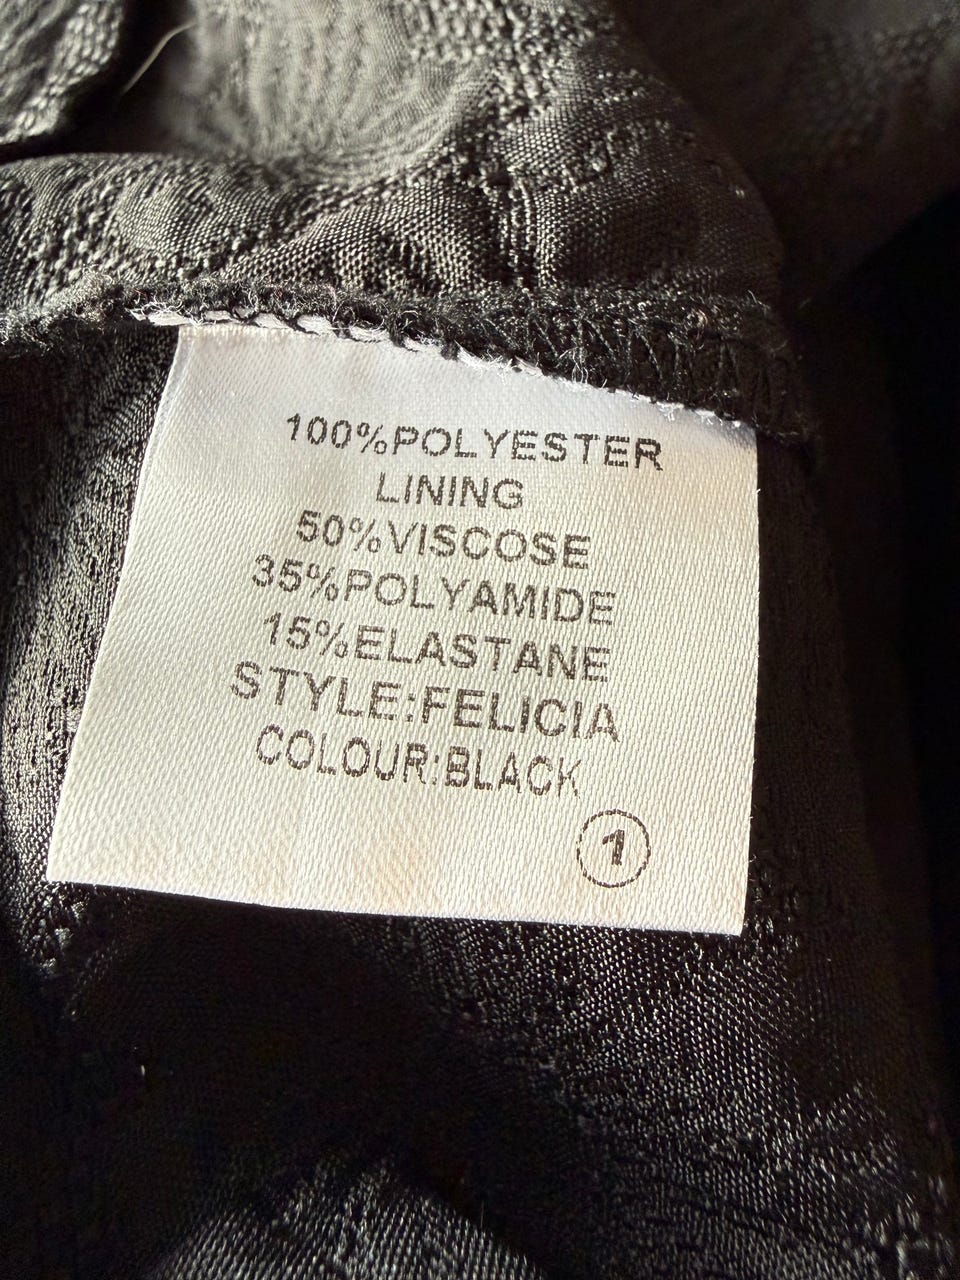 100%POLYESTER
LINING
50%VISCOSE
35%POLYAMIDE
15%ELASTANE
STYLE:FELICIA
COLOUR:BLACK
1